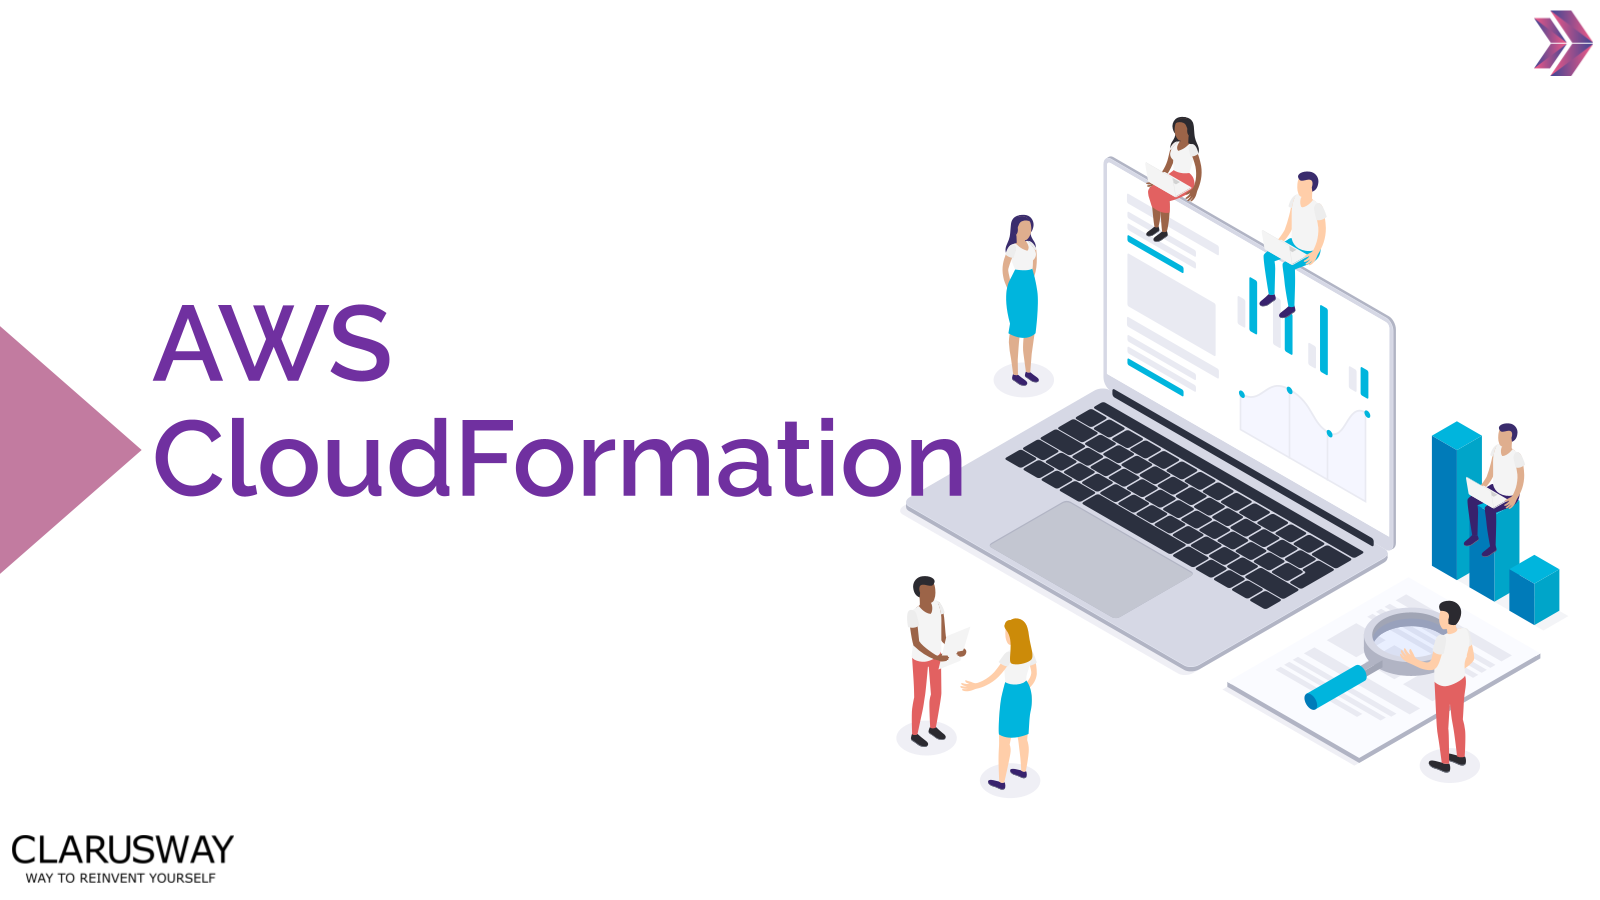 AWS
CloudFormation
CLARUSWAY
WAY TO REINVENT YOURSELF